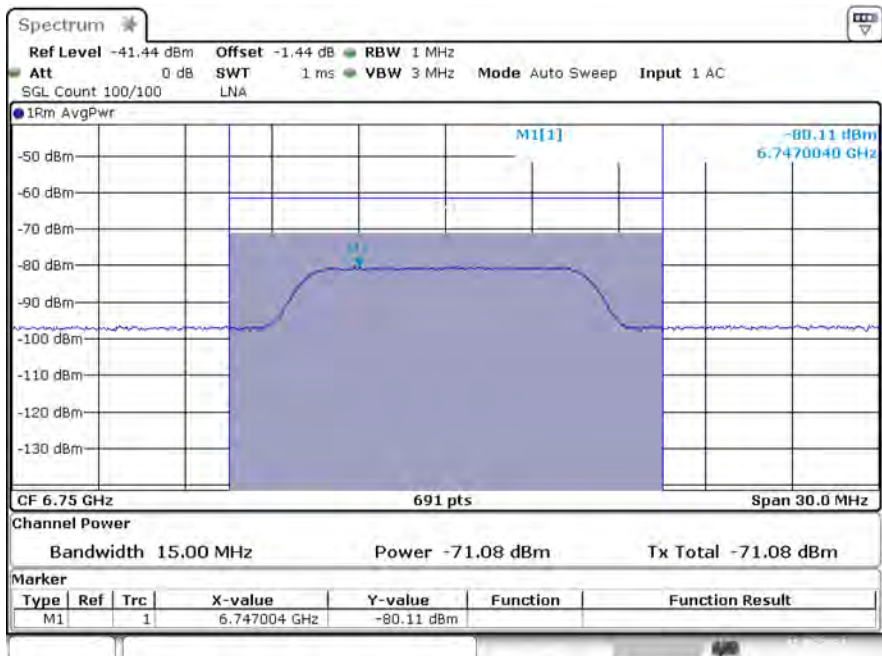 Spectrum
Ref Level -41.44 dBm Offset -1.44 dB RBW 1 MHz
Att 0 dB SWT 1 ms VBW 3 MHz Mode Auto Sweep Input 1 AC
SGL Count 100/100 LNA
1Rm AvgPwr
M1[1] -80.11 dBm
6.7470040 GHz
-50 dBm
-60 dBm
-70 dBm
M1
-80 dBm
-90 dBm
-100 dBm
-110 dBm
-120 dBm
-130 dBm
CF 6.75 GHz 691 pts Span 30.0 MHz
Channel Power
Bandwidth 15.00 MHz Power -71.08 dBm Tx Total -71.08 dBm
Marker
Type Ref Trc X-value Y-value Function Function Result
M1 1 6.747004 GHz -80.11 dBm